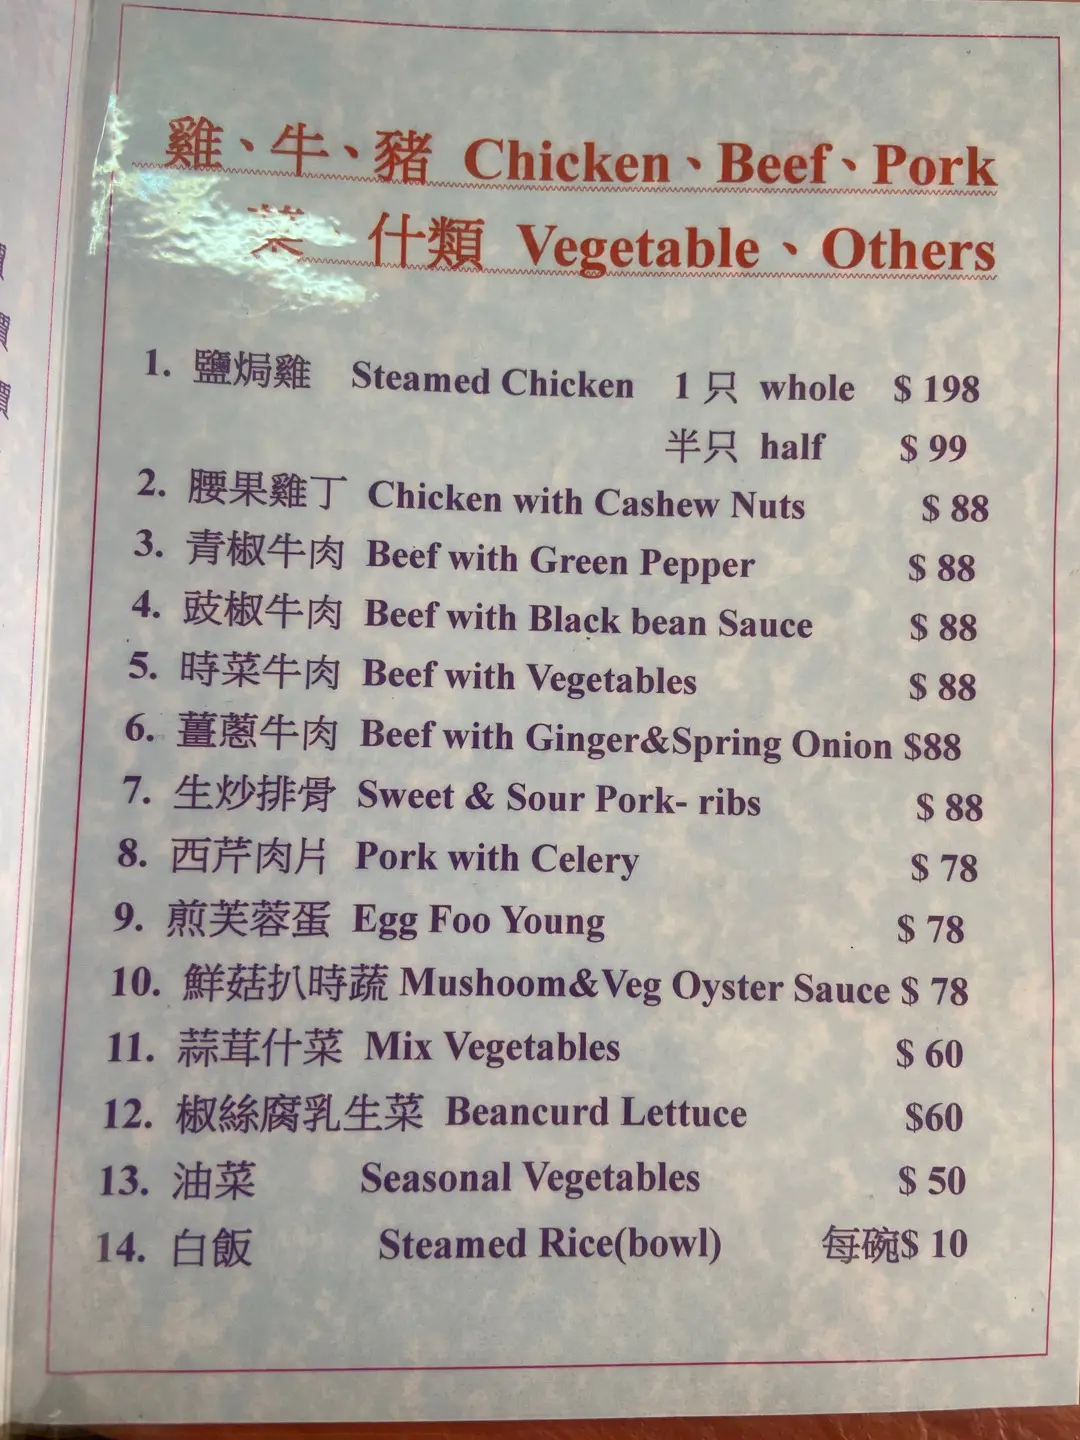 雞、牛、豬 Chicken、Beef、Pork
菜、什類 Vegetable、Others
1. 鹽焗雞 Steamed Chicken 1 只 whole $ 198
半只 half $ 99
2. 腰果雞丁 Chicken with Cashew Nuts $ 88
3. 青椒牛肉 Beef with Green Pepper $ 88
4. 豉椒牛肉 Beef with Black bean Sauce $ 88
5. 時菜牛肉 Beef with Vegetables $ 88
6. 薑蔥牛肉 Beef with Ginger&Spring Onion $88
7. 生炒排骨 Sweet & Sour Pork- ribs $ 88
8. 西芹肉片 Pork with Celery $ 78
9. 煎芙蓉蛋 Egg Foo Young $ 78
10. 鮮菇扒時蔬 Mushoom&Veg Oyster Sauce $ 78
11. 蒜茸什菜 Mix Vegetables $ 60
12. 椒絲腐乳生菜 Beancurd Lettuce $60
13. 油菜 Seasonal Vegetables $ 50
14. 白飯 Steamed Rice(bowl) 每碗$ 10